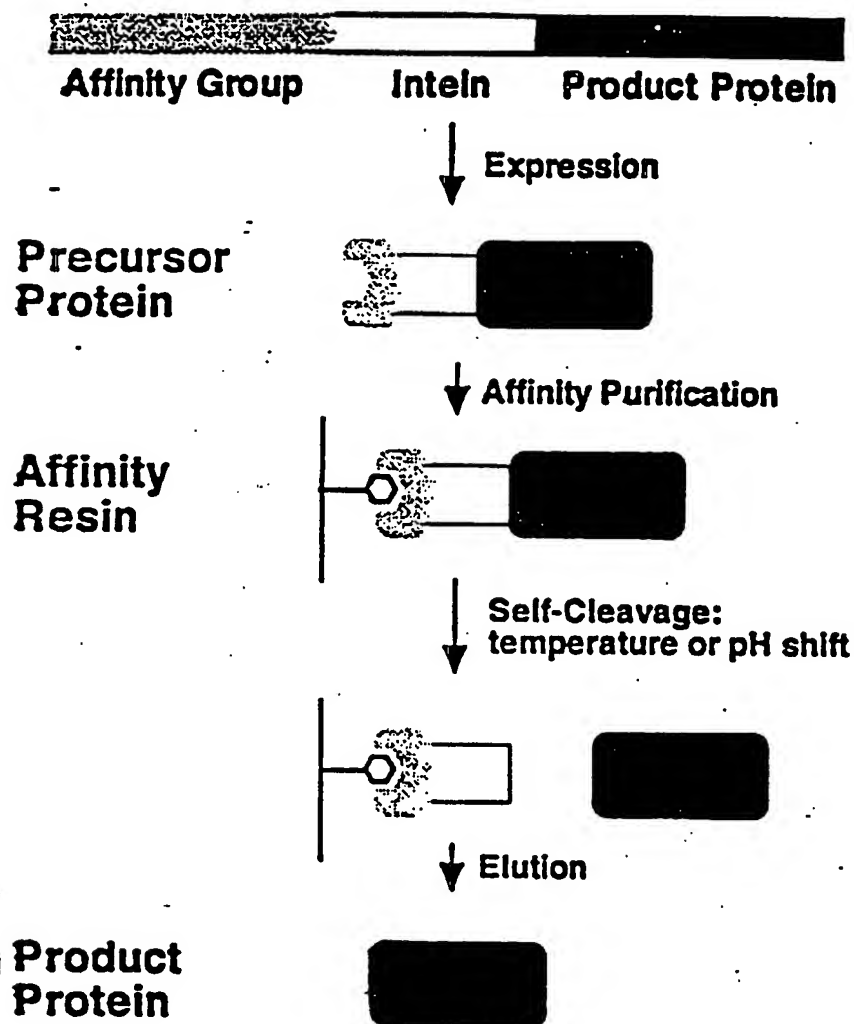 Affinity Group Intein Product Protein
Expression
Precursor
Protein
Affinity Purification
Affinity
Resin
Self-Cleavage:
temperature or pH shift
Elution
Product
Protein